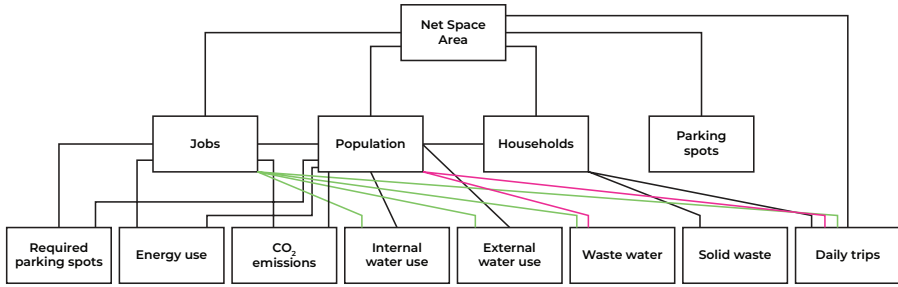 Net Space
Area
Jobs
Population
Households
Parking
spots
Required
parking spots
Energy use
CO₂
emissions
Internal
water use
External
water use
Waste water
Solid waste
Daily trips